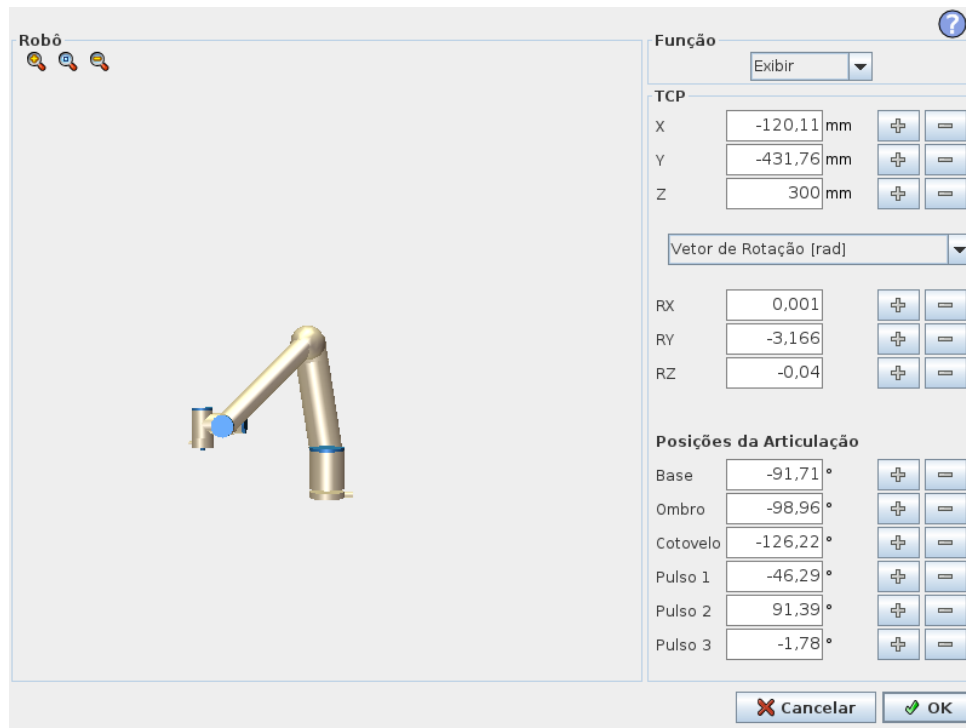 Robô
Função
Exibir
TCP
X -120,11 mm
Y -431,76 mm
Z 300 mm
Vetor de Rotação [rad]
RX 0,001
RY -3,166
RZ -0,04
Posições da Articulação
Base -91,71 °
Ombro -98,96 °
Cotovelo -126,22 °
Pulso 1 -46,29 °
Pulso 2 91,39 °
Pulso 3 -1,78 °
Cancelar OK